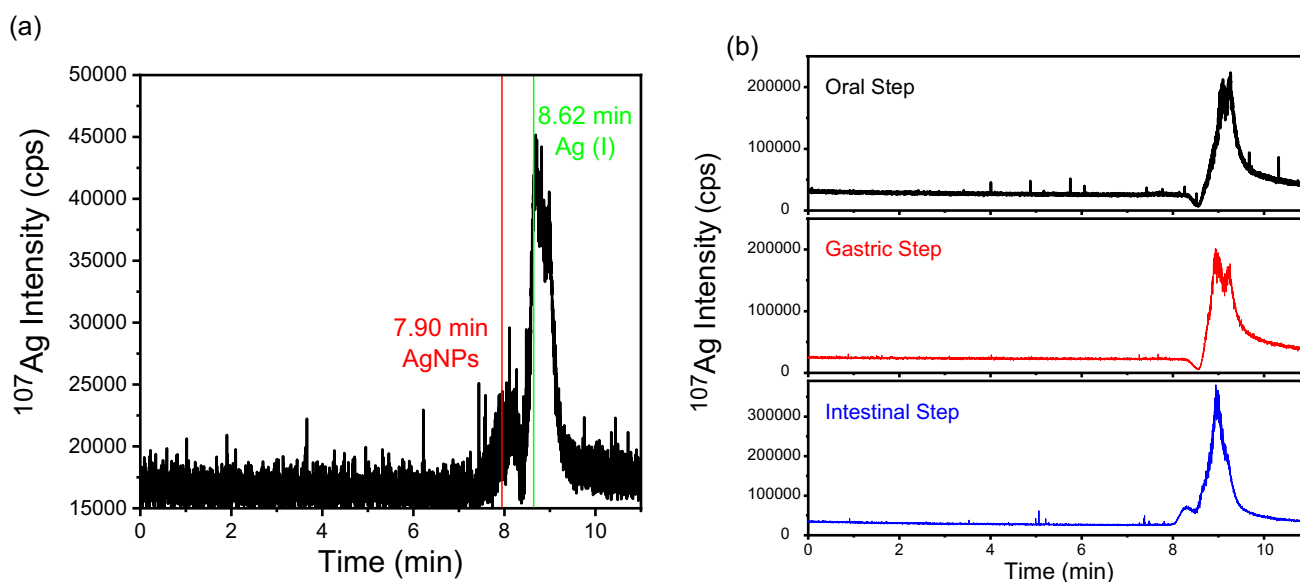 (a)
50000
45000
40000
35000
30000
25000
20000
15000
0
2
4
6
8
10
¹⁰⁷Ag Intensity (cps)
Time (min)
7.90 min
AgNPs
8.62 min
Ag (I)
(b)
¹⁰⁷Ag Intensity (cps)
Oral Step
200000
100000
0
Gastric Step
200000
100000
0
Intestinal Step
300000
200000
100000
0
0
2
4
6
8
10
Time (min)